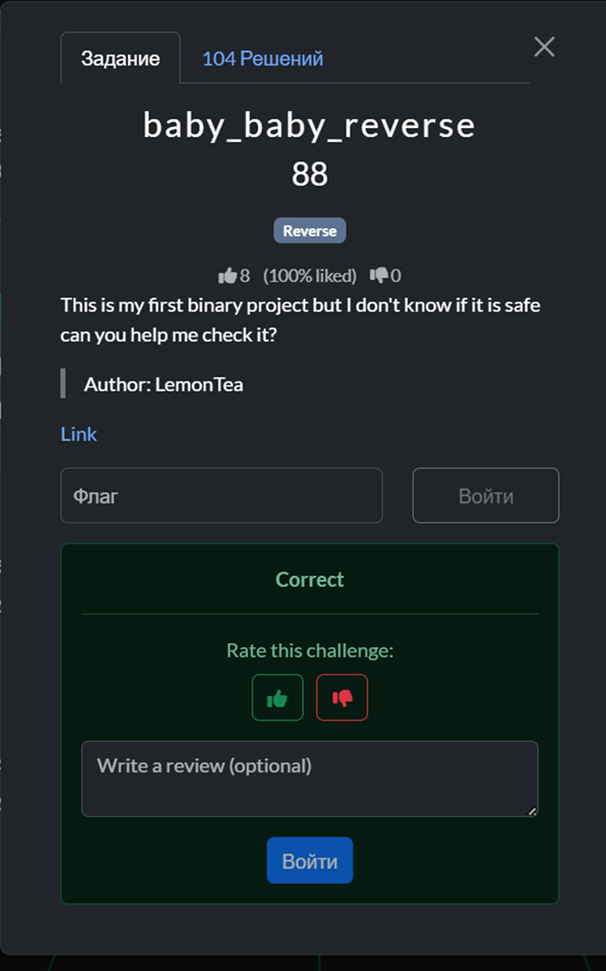 Задание
104 Решений
baby_baby_reverse
88
Reverse
8 (100% liked) 0
This is my first binary project but I don't know if it is safe
can you help me check it?
Author: LemonTea
Link
Флаг
Войти
Correct
Rate this challenge:
Write a review (optional)
Войти